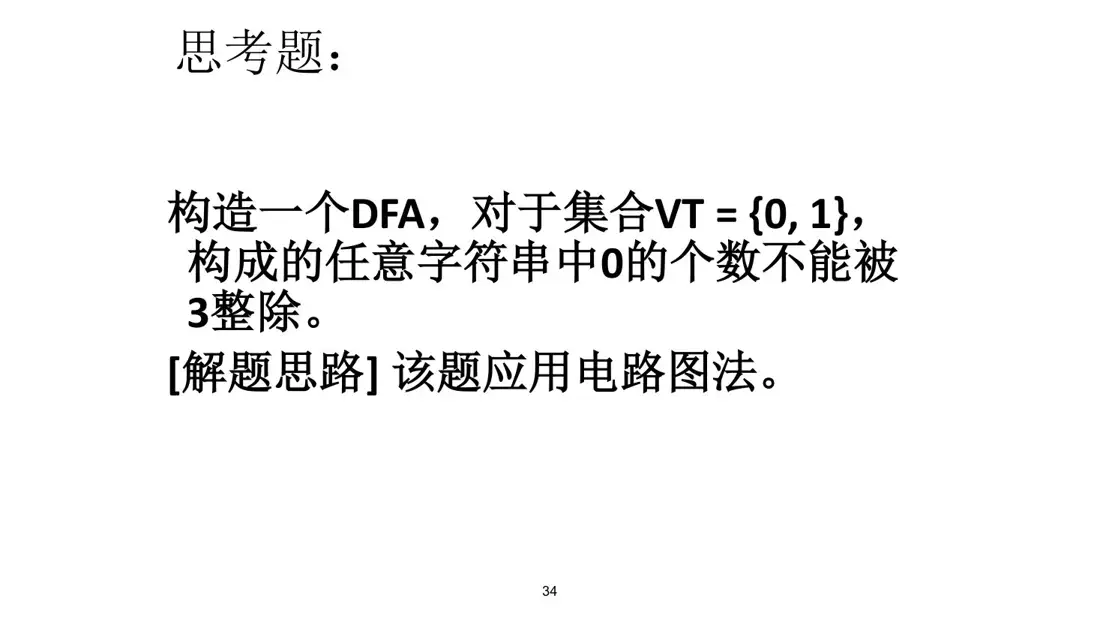 思考题：
构造一个DFA，对于集合VT = {0, 1}，
构成的任意字符串中0的个数不能被
3整除。
[解题思路] 该题应用电路图法。
34